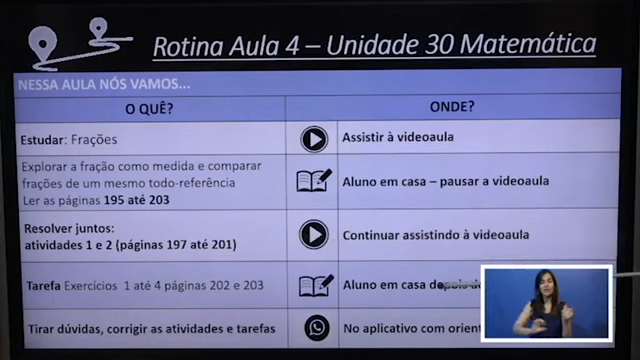 Rotina Aula 4 – Unidade 30 Matemática
NESSA AULA NÓS VAMOS...
O QUÊ?
ONDE?
Estudar: Frações
Assistir à videoaula
Explorar a fração como medida e comparar
frações de um mesmo todo-referência
Ler as páginas 195 até 203
Aluno em casa – pausar a videoaula
Resolver juntos:
atividades 1 e 2 (páginas 197 até 201)
Continuar assistindo à videoaula
Tarefa Exercícios 1 até 4 páginas 202 e 203
Aluno em casa depois
Tirar dúvidas, corrigir as atividades e tarefas
No aplicativo com